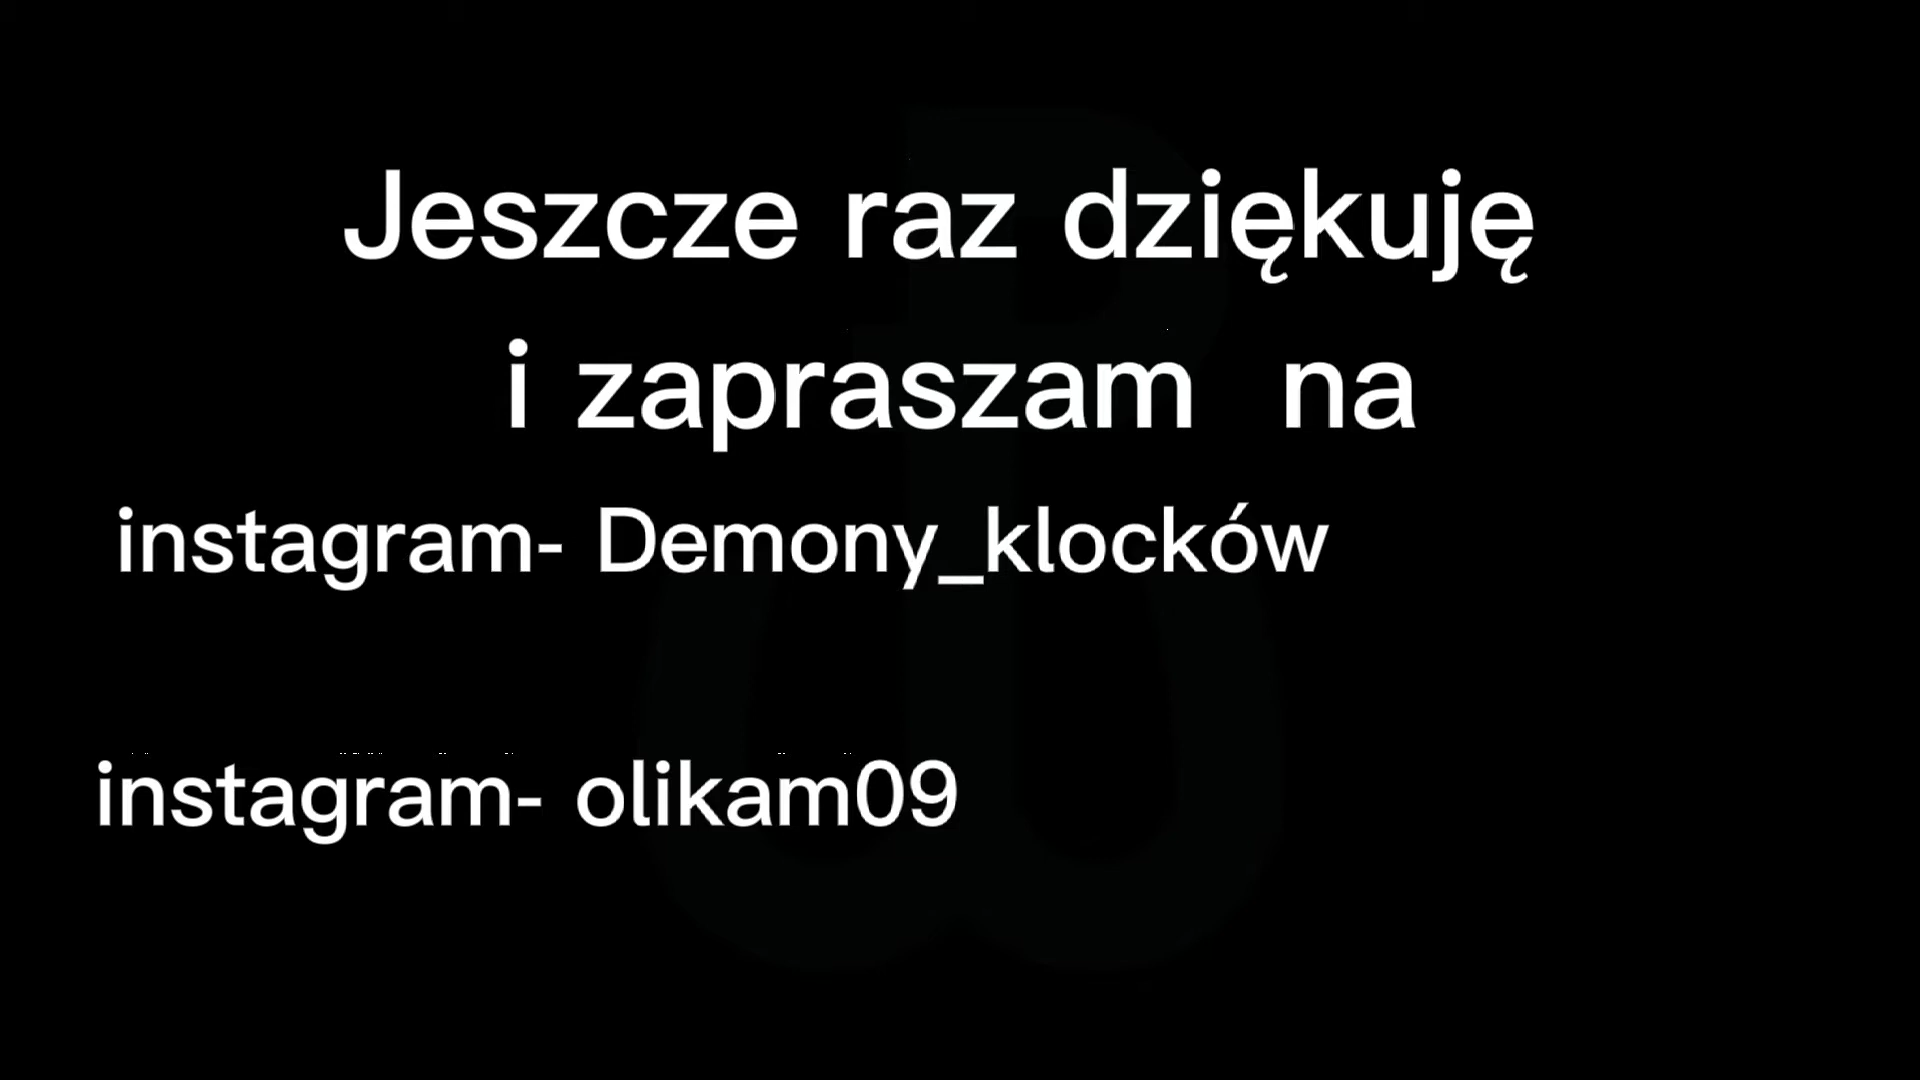 Jeszcze raz dziękuję
i zapraszam na
instagram- Demony_klocków
instagram- olikam09